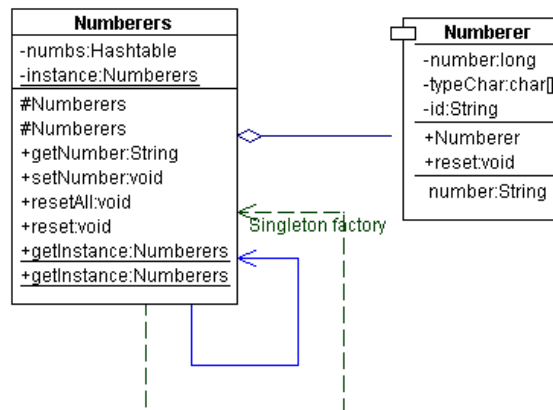 Numberers
-numbs:Hashtable
-instance:Numberers
#Numberers
#Numberers
+getNumber:String
+setNumber:void
+resetAll:void
+reset:void
+getInstance:Numberers
+getInstance:Numberers
Singleton factory
Numberer
-number:long
-typeChar:char[]
-id:String
+Numberer
+reset:void
number:String